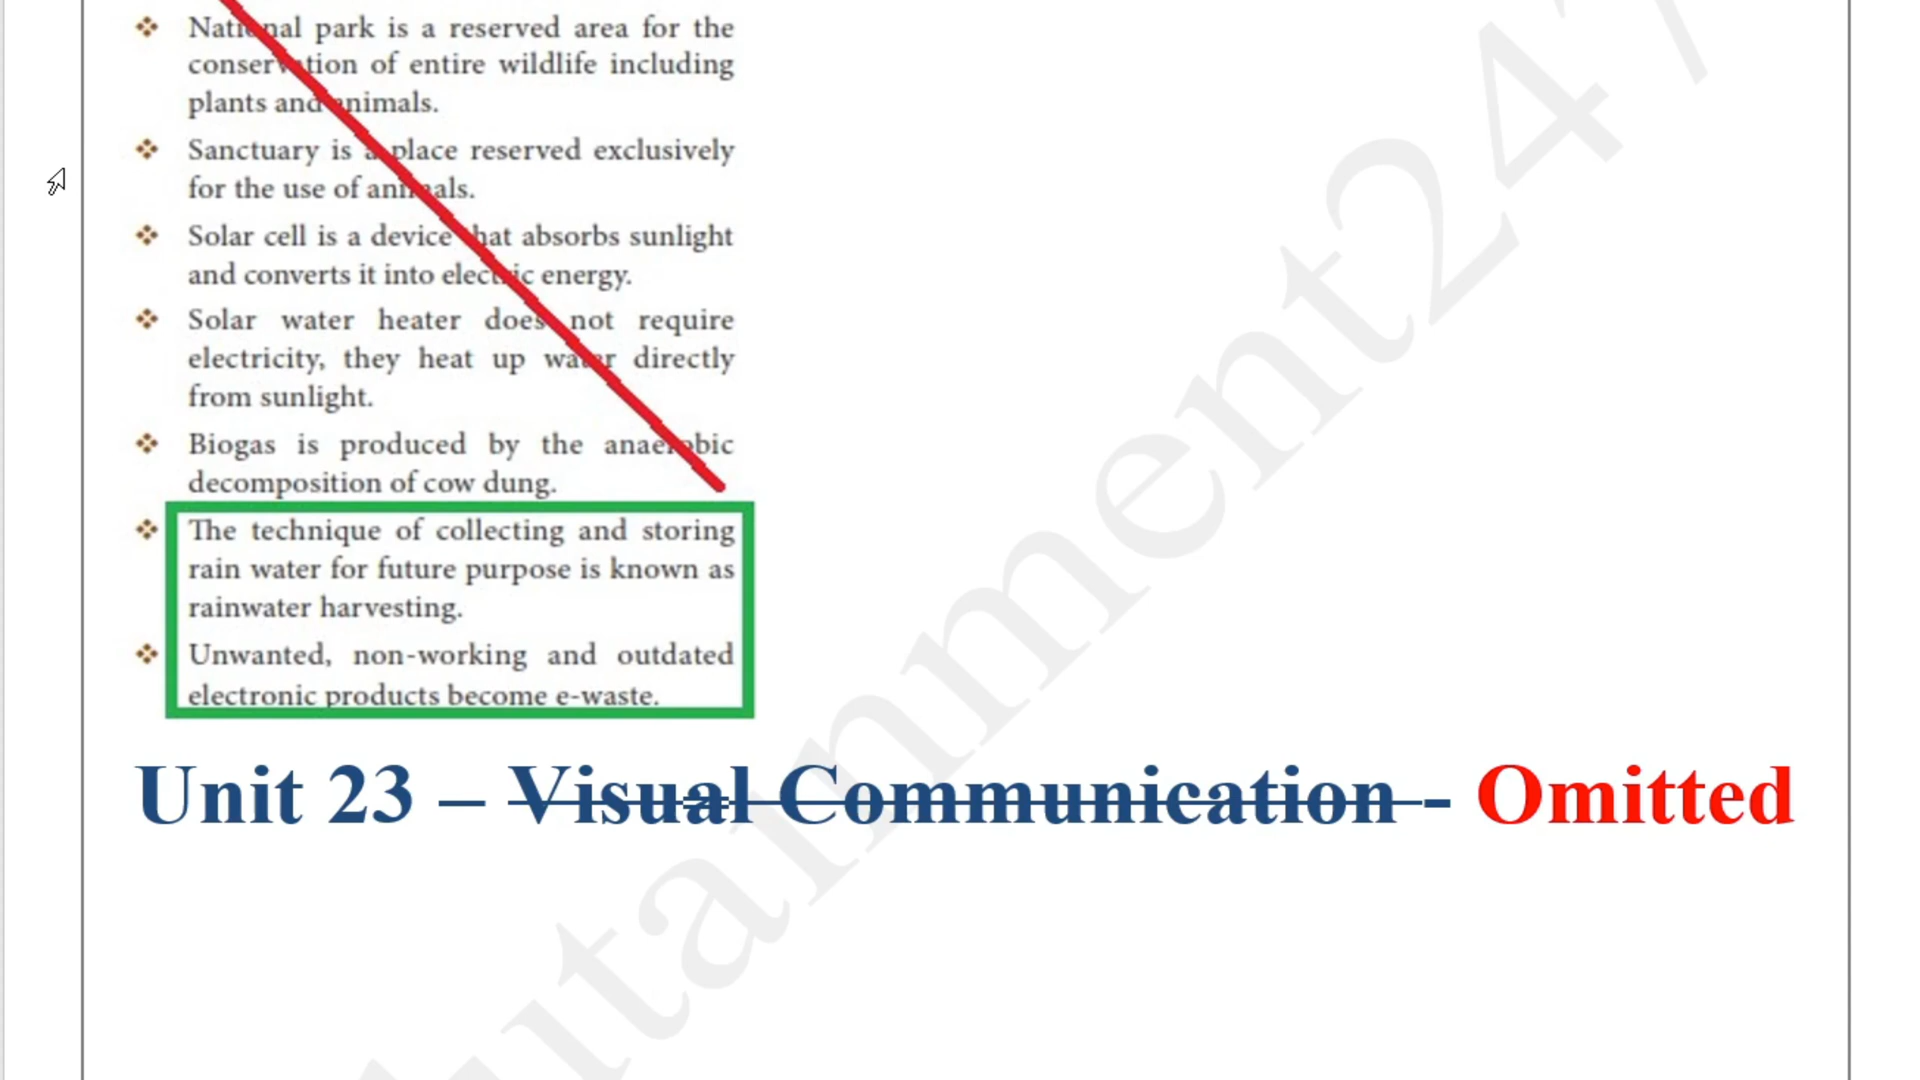 ❖ National park is a reserved area for the
conservation of entire wildlife including
plants and animals.
❖ Sanctuary is a place reserved exclusively
for the use of animals.
❖ Solar cell is a device that absorbs sunlight
and converts it into electric energy.
❖ Solar water heater does not require
electricity, they heat up water directly
from sunlight.
❖ Biogas is produced by the anaerobic
decomposition of cow dung.
❖ The technique of collecting and storing
rain water for future purpose is known as
rainwater harvesting.
❖ Unwanted, non-working and outdated
electronic products become e-waste.
Unit 23 – Visual Communication - Omitted